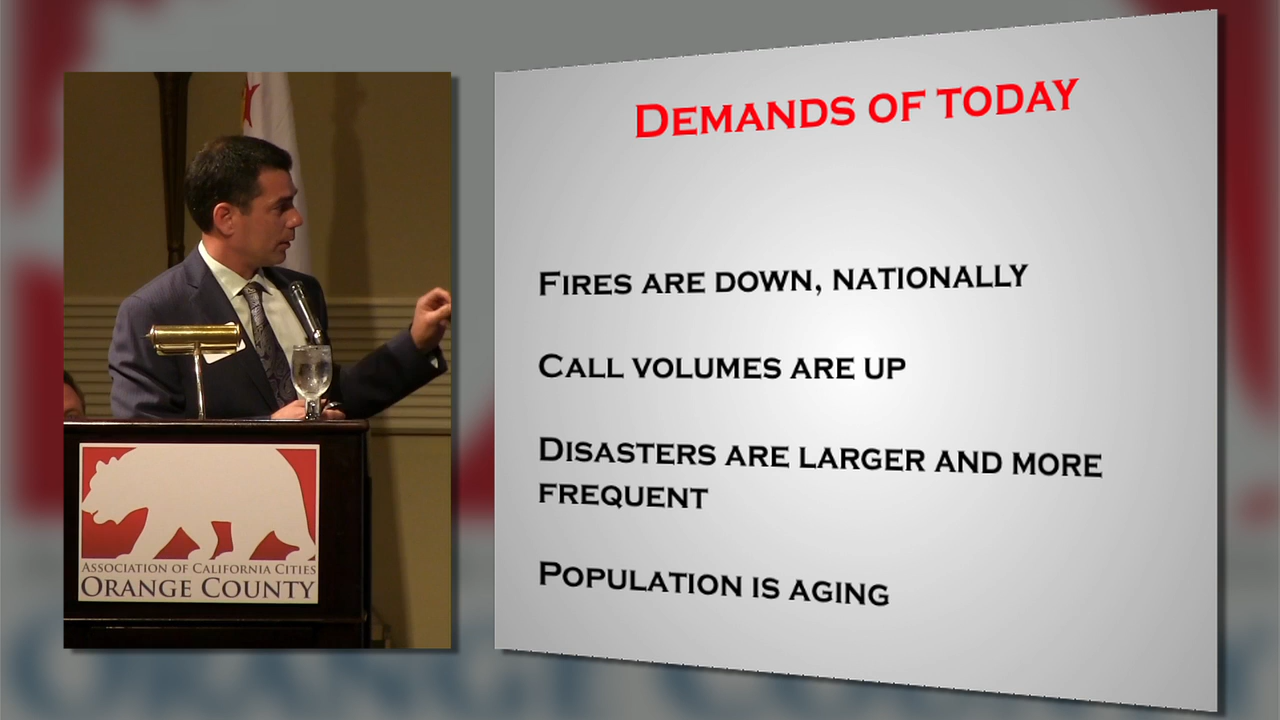 Demands of today
Fires are down, nationally
Call volumes are up
Disasters are larger and more
frequent
Population is aging
Association of California Cities
Orange County